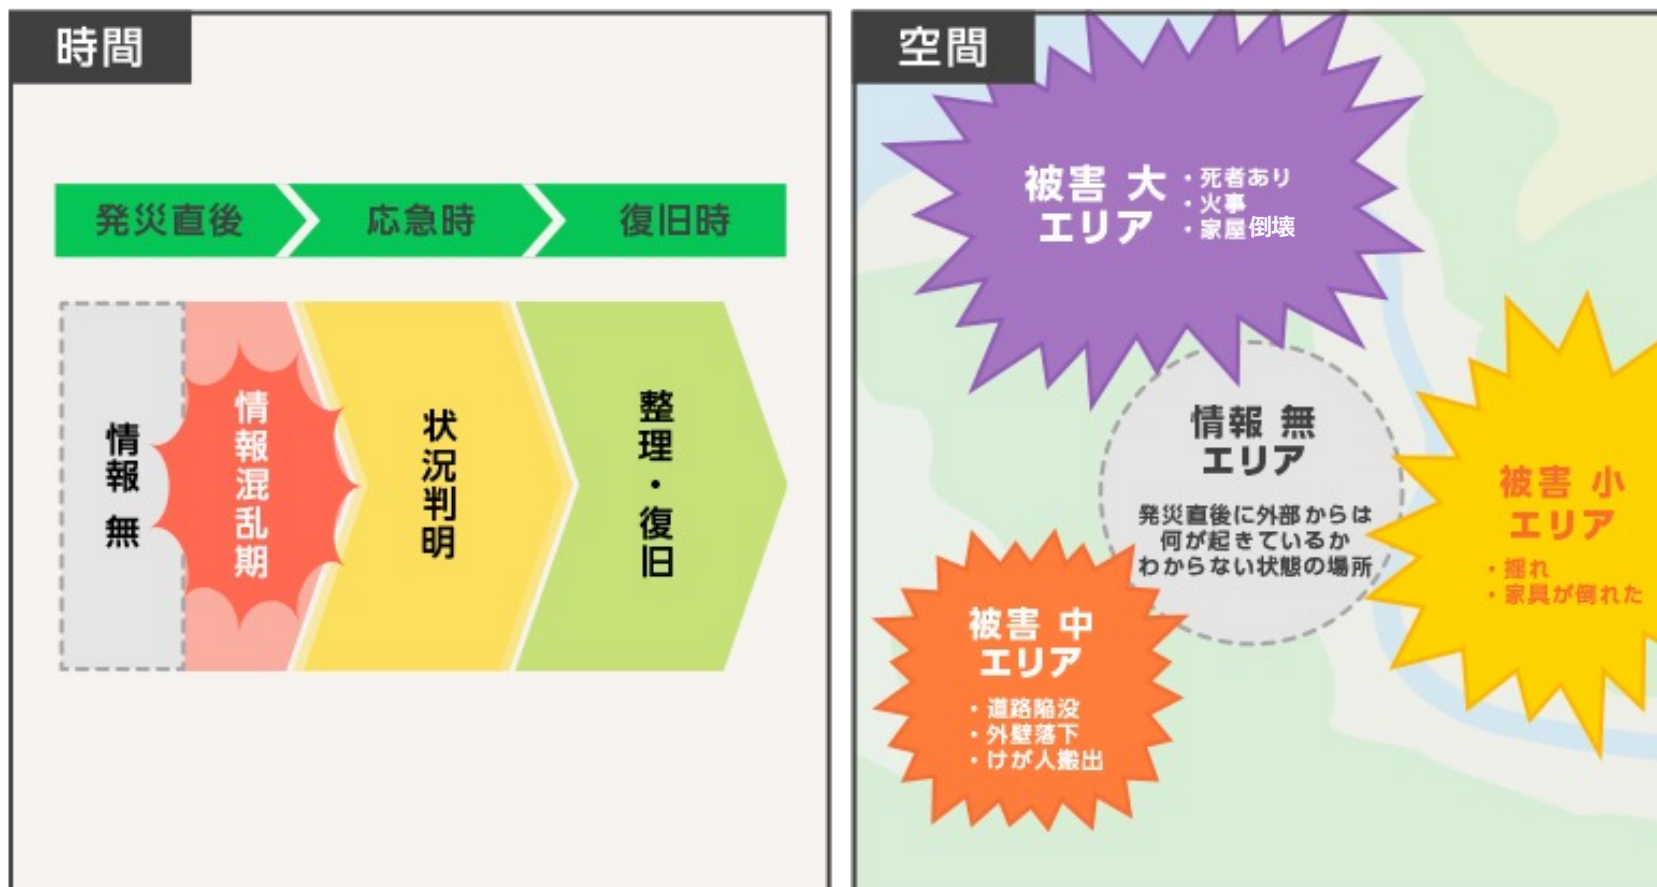 時間
発災直後
応急時
復旧時
情報 無
情報混乱期
状況判明
整理・復旧
空間
被害 大
エリア
・死者あり
・火事
・家屋倒壊
情報 無
エリア
発災直後に外部からは
何が起きているか
わからない状態の場所
被害 小
エリア
・揺れ
・家具が倒れた
被害 中
エリア
・道路陥没
・外壁落下
・けが人搬出